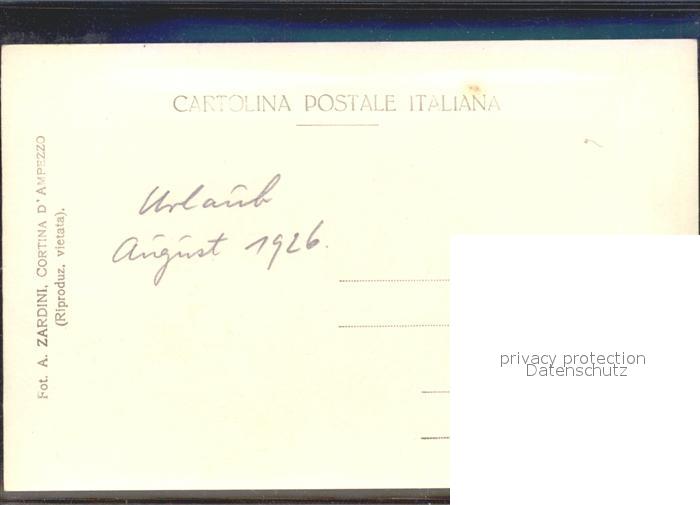 CARTOLINA POSTALE ITALIANA
Fot. A. ZARDINI, CORTINA D'AMPEZZO
(Riproduz. vietata).
Urlaub
August 1926.
privacy protection
Datenschutz